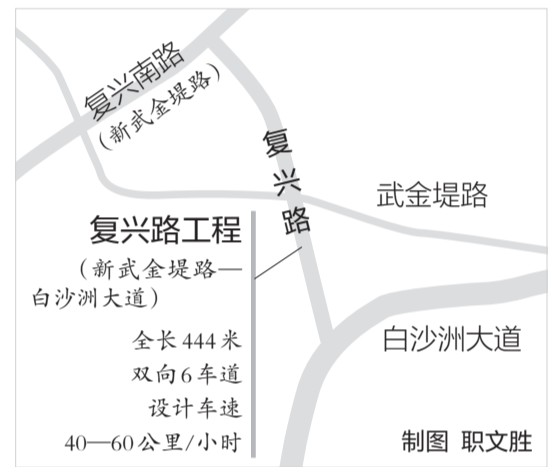 复兴南路
（新武金堤路）
复兴路
武金堤路
复兴路工程
（新武金堤路—
白沙洲大道）
全长444米
双向6车道
设计车速
40—60公里/小时
白沙洲大道
制图 职文胜